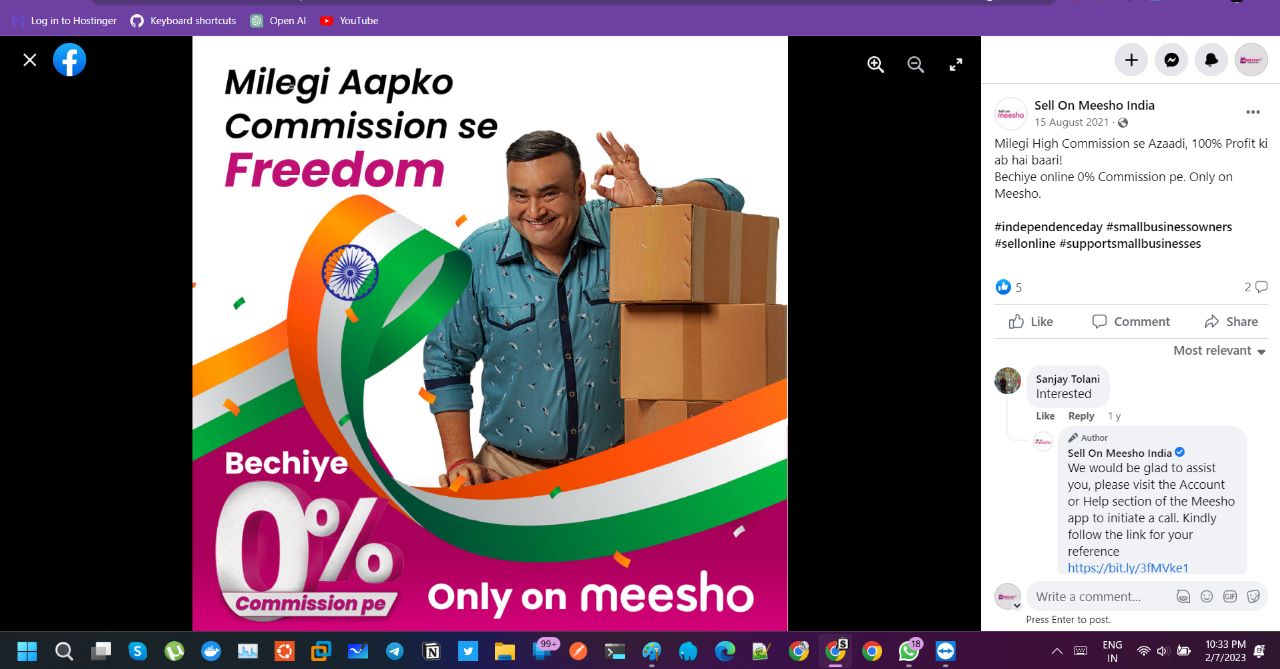 Log in to Hostinger
Keyboard shortcuts
Open AI
YouTube
Milegi Aapko
Commission se
Freedom
Bechiye
0%
Commission pe
Only on meesho
Sell On Meesho India
15 August 2021 ·
Milegi High Commission se Azaadi, 100% Profit ki
ab hai baari!
Bechiye online 0% Commission pe. Only on
Meesho.
#independenceday #smallbusinessowners
#sellonline #supportsmallbusinesses
5
2
Like
Comment
Share
Most relevant
Sanjay Tolani
Interested
Like Reply 1 y
Author
Sell On Meesho India
We would be glad to assist
you, please visit the Account
or Help section of the Meesho
app to initiate a call. Kindly
follow the link for your
reference
https://bit.ly/3fMVke1
Write a comment...
GIF
Press Enter to post.
99+
18
ENG
IN
10:33 PM
2/7/2023